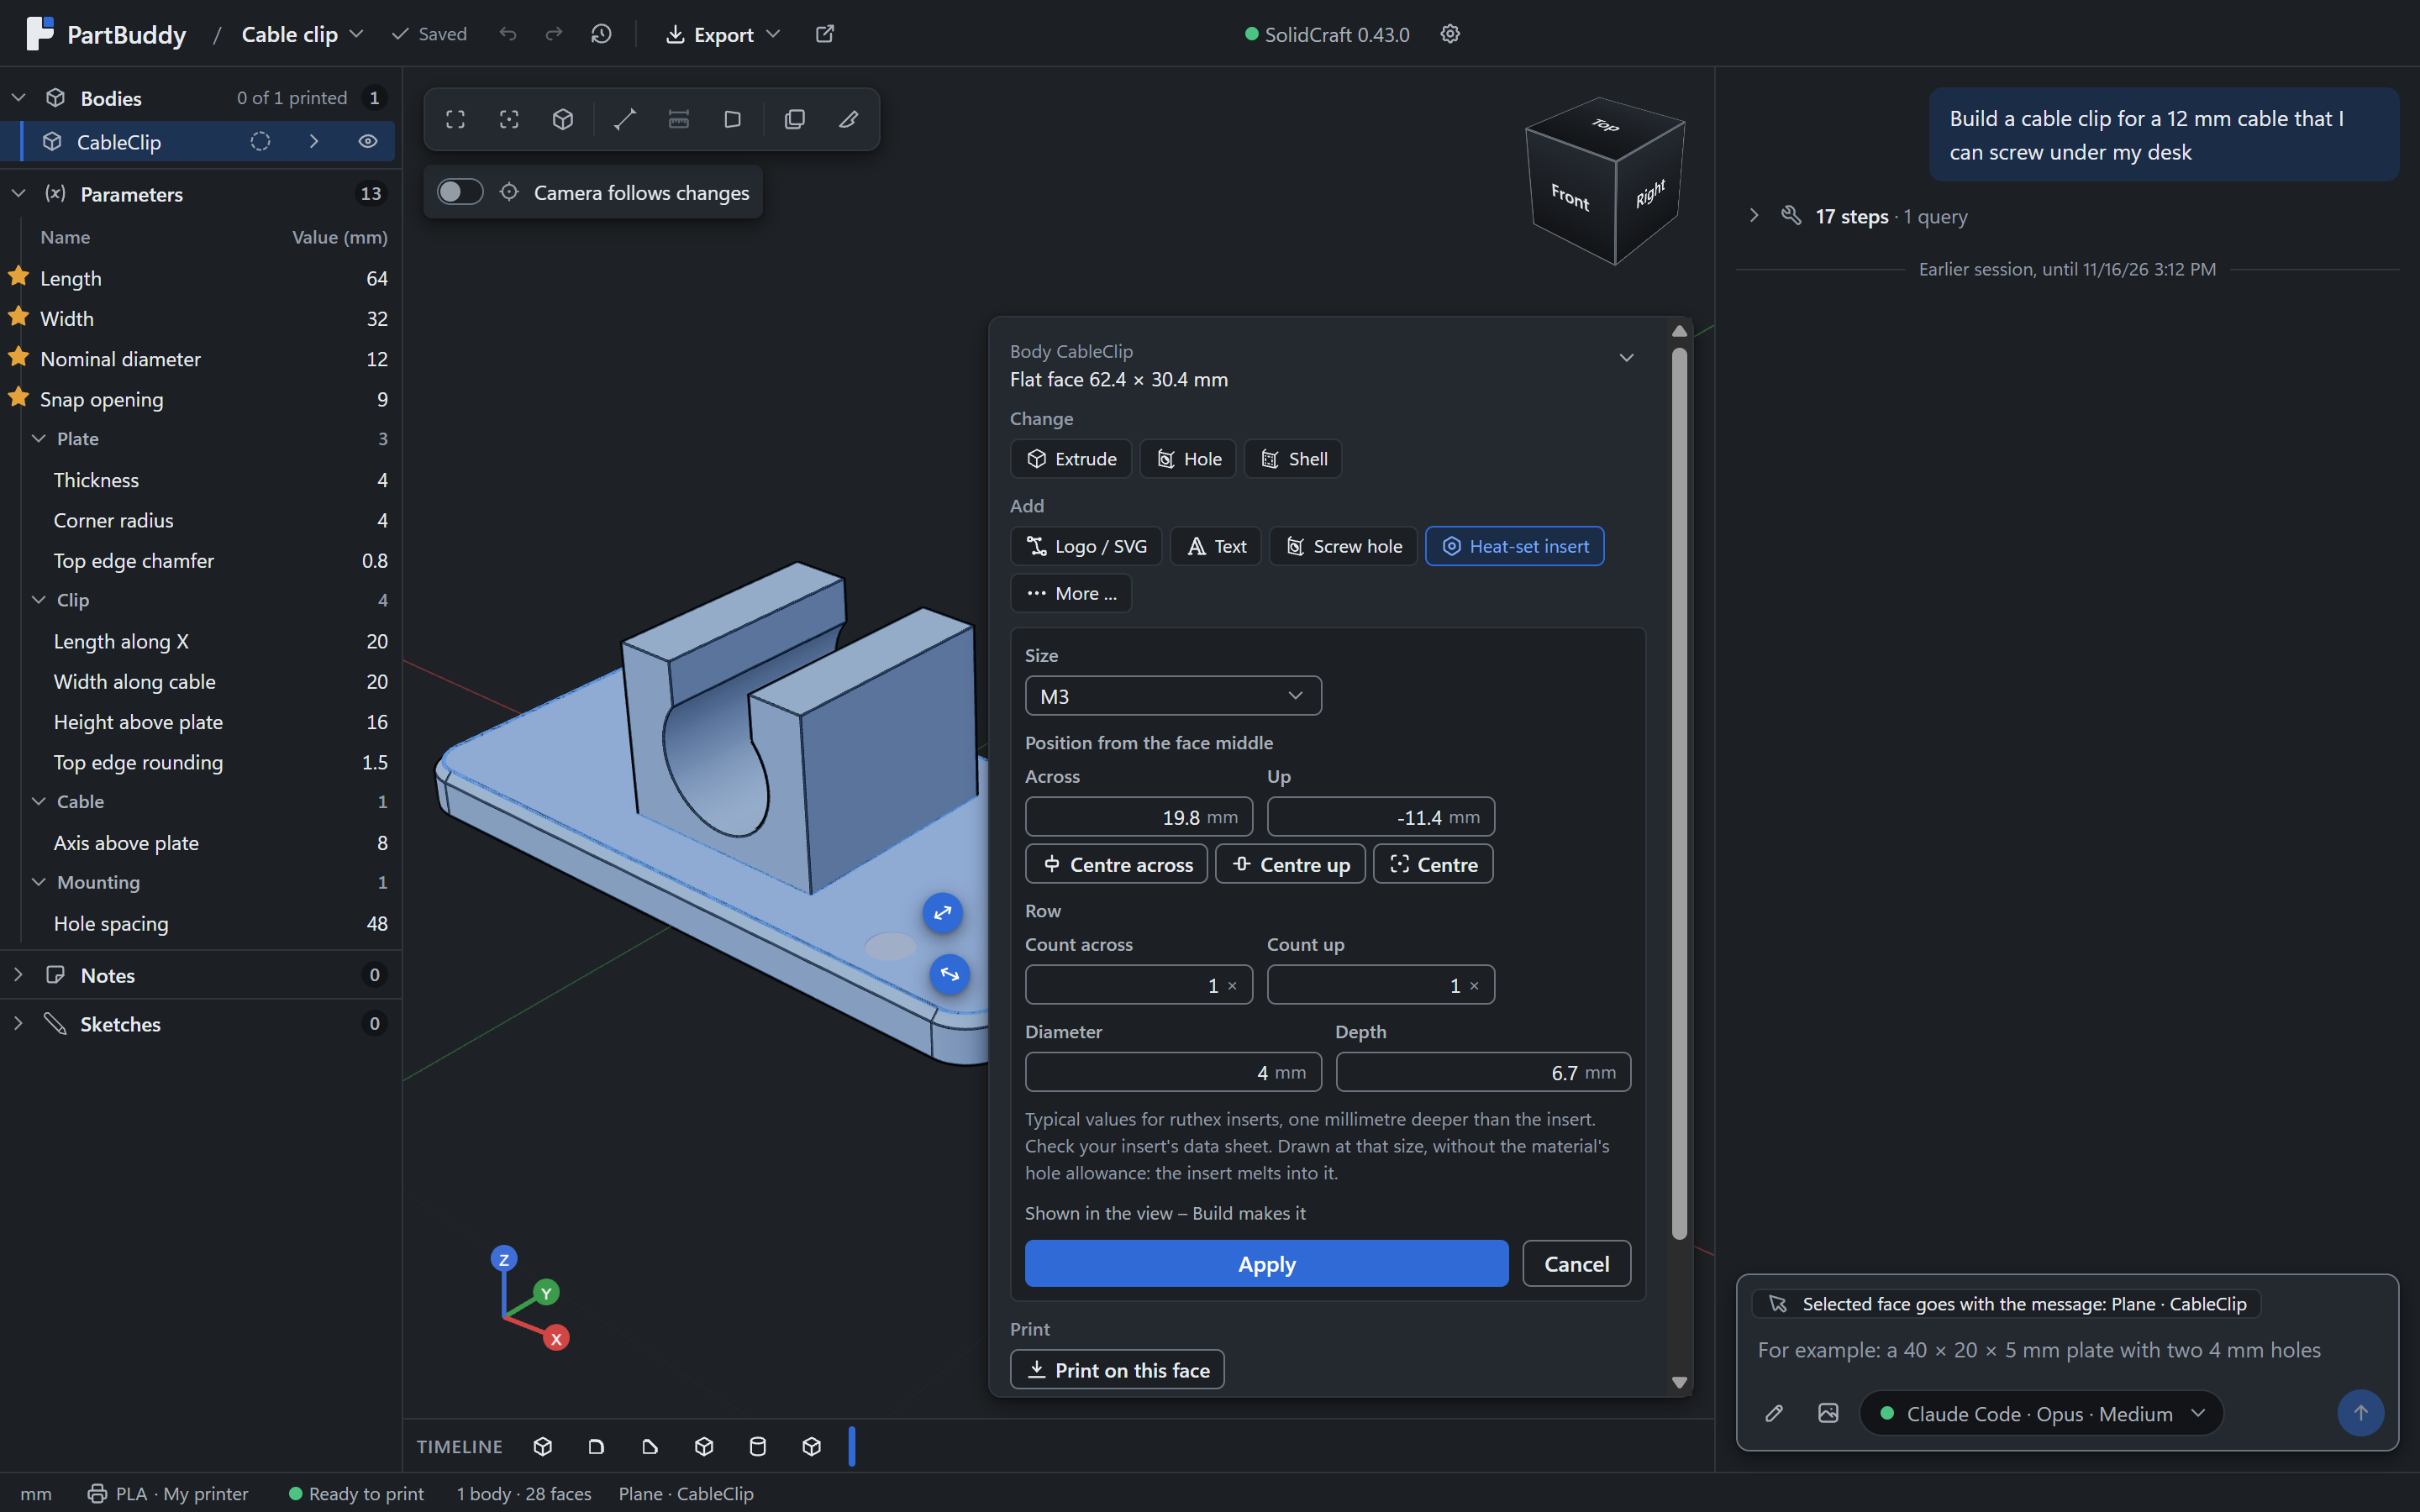 PartBuddy / Cable clip Saved Export SolidCraft 0.43.0
Bodies 0 of 1 printed 1
CableClip
Parameters 13
Name Value (mm)
Length 64
Width 32
Nominal diameter 12
Snap opening 9
Plate 3
Thickness 4
Corner radius 4
Top edge chamfer 0.8
Clip 4
Length along X 20
Width along cable 20
Height above plate 16
Top edge rounding 1.5
Cable 1
Axis above plate 8
Mounting 1
Hole spacing 48
Notes 0
Sketches 0
Camera follows changes
Top
Front
Right
Z
Y
X
Body CableClip
Flat face 62.4 × 30.4 mm
Change
Extrude Hole Shell
Add
Logo / SVG Text Screw hole Heat-set insert
More ...
Size
M3
Position from the face middle
Across Up
19.8 mm -11.4 mm
Centre across Centre up Centre
Row
Count across Count up
1 × 1 ×
Diameter Depth
4 mm 6.7 mm
Typical values for ruthex inserts, one millimetre deeper than the insert.
Check your insert's data sheet. Drawn at that size, without the material's
hole allowance: the insert melts into it.
Shown in the view – Build makes it
Apply Cancel
Print
Print on this face
TIMELINE
Build a cable clip for a 12 mm cable that I
can screw under my desk
17 steps · 1 query
Earlier session, until 11/16/26 3:12 PM
Selected face goes with the message: Plane · CableClip
For example: a 40 × 20 × 5 mm plate with two 4 mm holes
Claude Code · Opus · Medium
mm PLA · My printer Ready to print 1 body · 28 faces Plane · CableClip